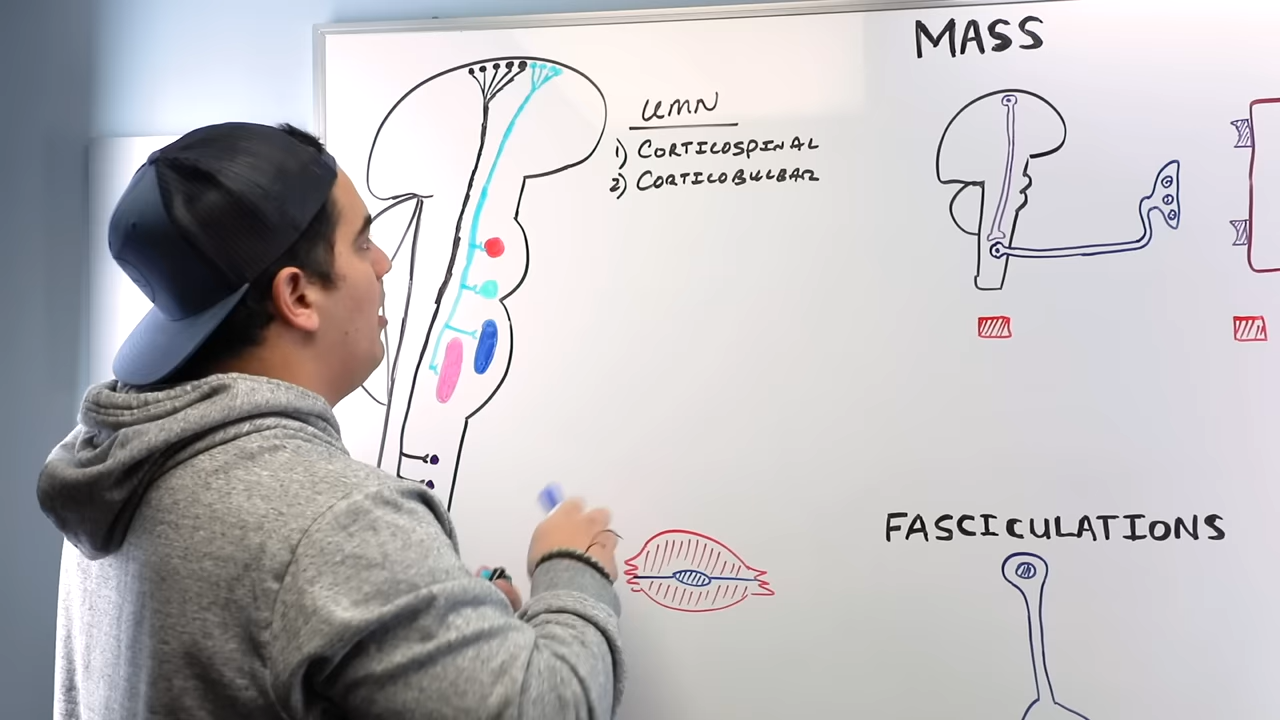 UMN
1) CORTICOSPINAL
2) CORTICOBULBAR
MASS
FASCICULATIONS